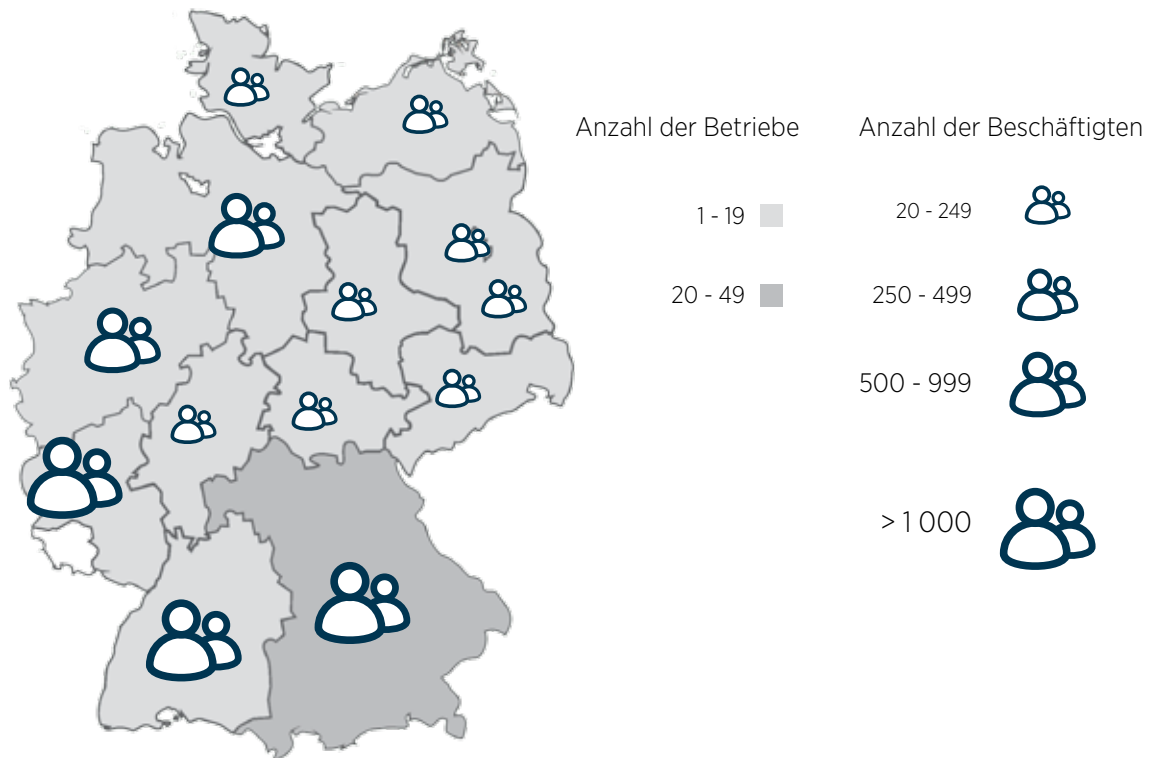 Anzahl der Betriebe
1 - 19
20 - 49
Anzahl der Beschäftigten
20 - 249
250 - 499
500 - 999
> 1 000